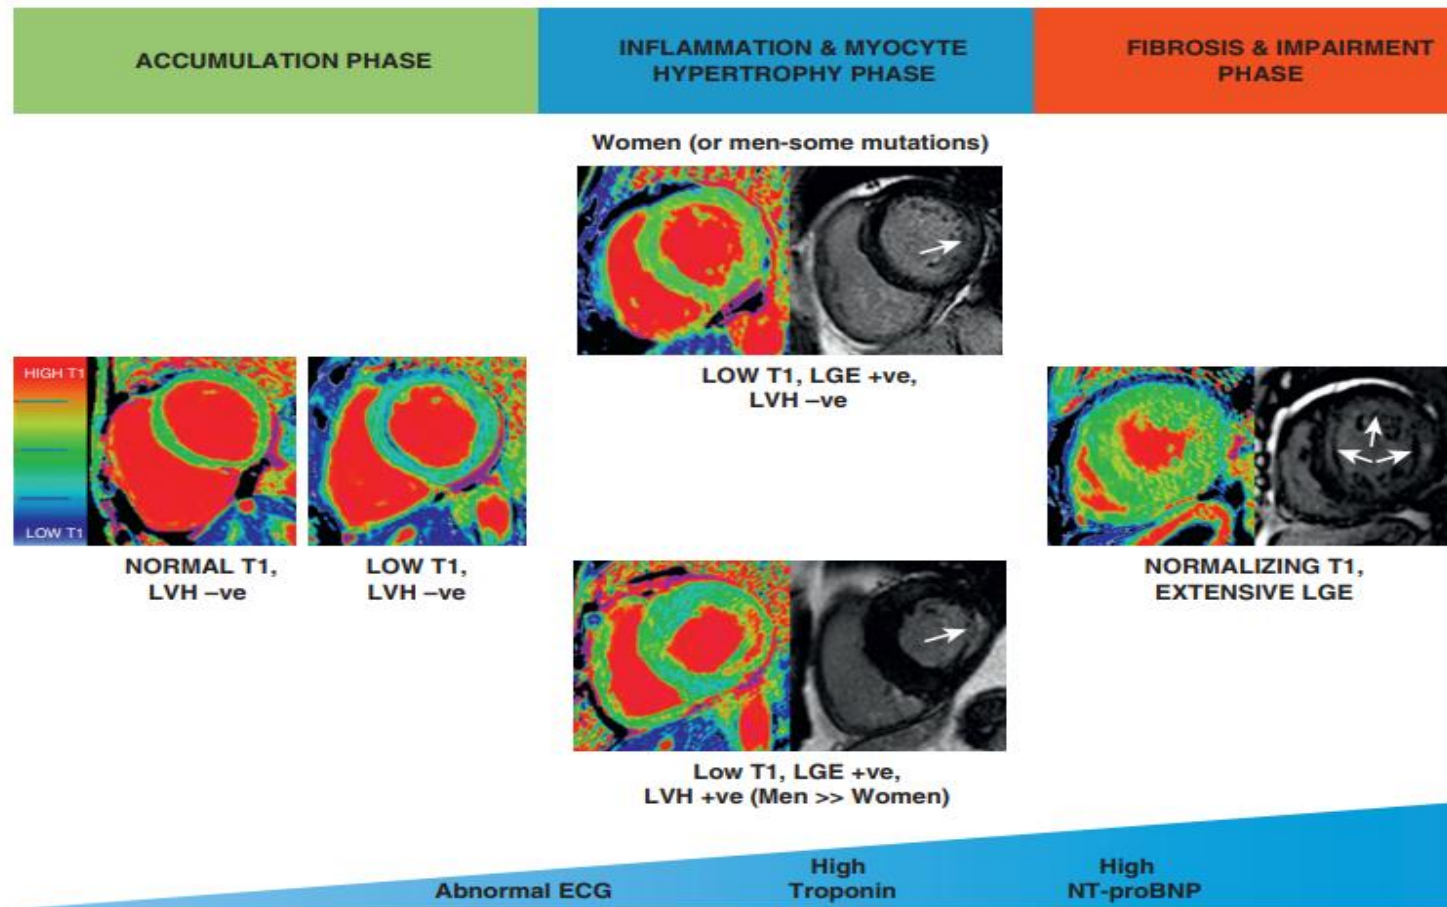 ACCUMULATION PHASE
INFLAMMATION & MYOCYTE
HYPERTROPHY PHASE
FIBROSIS & IMPAIRMENT
PHASE
Women (or men-some mutations)
LOW T1, LGE +ve,
LVH –ve
HIGH T1
LOW T1
NORMAL T1,
LVH –ve
LOW T1,
LVH –ve
NORMALIZING T1,
EXTENSIVE LGE
Low T1, LGE +ve,
LVH +ve (Men >> Women)
Abnormal ECG
High
Troponin
High
NT-proBNP